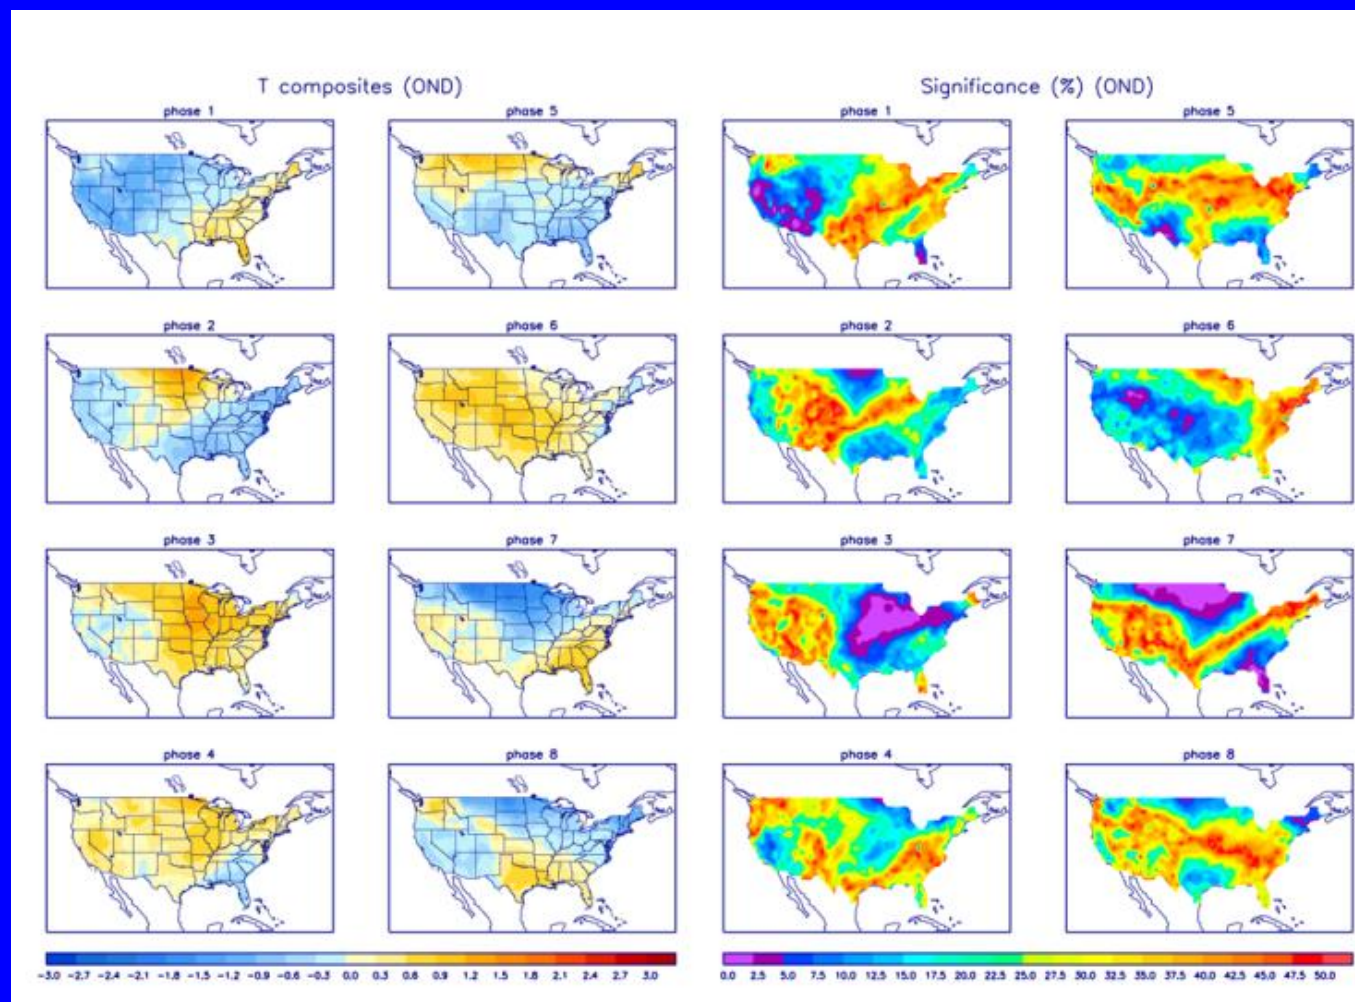 T composites (OND) Significance (%) (OND)
phase 1 phase 5 phase 1 phase 5
phase 2 phase 6 phase 2 phase 6
phase 3 phase 7 phase 3 phase 7
phase 4 phase 8 phase 4 phase 8
-3.0 -2.7 -2.4 -2.1 -1.8 -1.5 -1.2 -0.9 -0.6 -0.3 0.0 0.3 0.6 0.9 1.2 1.5 1.8 2.1 2.4 2.7 3.0 0.0 2.5 5.0 7.5 10.0 12.5 15.0 17.5 20.0 22.5 25.0 27.5 30.0 32.5 35.0 37.5 40.0 42.5 45.0 47.5 50.0